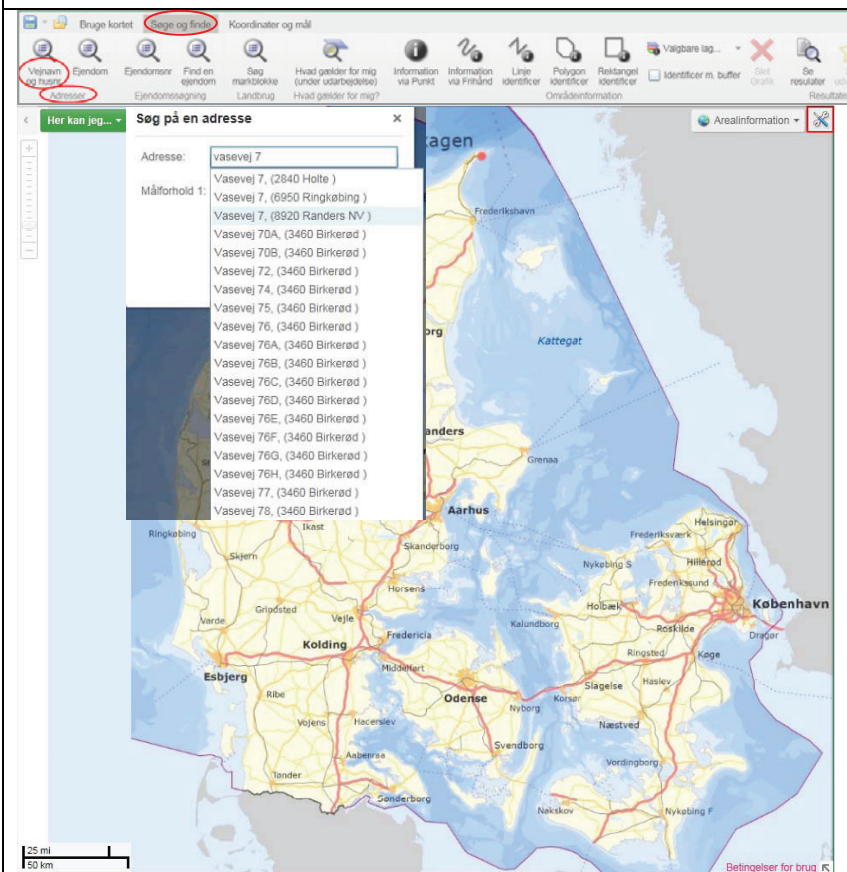 Bruge kortet Søge og finde Koordinater og mål
Vejnavn og husnr.
Ejendom
Ejendomsnr
Find en ejendom
Søg markblokke
Hvad gælder for mig (under udarbejdelse)
Information via Punkt
Information via Frihånd
Linje identificer
Polygon identificer
Rektangel identificer
Valgbare lag...
Identificer m. buffer
Slet Grafik
Se resulater
Adresser Ejendomssøgning Landbrug Hvad gælder for mig? Områdeinformation Resultate
Her kan jeg...
Søg på en adresse
×
Arealinformation
Adresse: vasevej 7
Målforhold 1:
Vasevej 7, (2840 Holte )
Vasevej 7, (6950 Ringkøbing )
Vasevej 7, (8920 Randers NV )
Vasevej 70A, (3460 Birkerød )
Vasevej 70B, (3460 Birkerød )
Vasevej 72, (3460 Birkerød )
Vasevej 74, (3460 Birkerød )
Vasevej 75, (3460 Birkerød )
Vasevej 76, (3460 Birkerød )
Vasevej 76A, (3460 Birkerød )
Vasevej 76B, (3460 Birkerød )
Vasevej 76C, (3460 Birkerød )
Vasevej 76D, (3460 Birkerød )
Vasevej 76E, (3460 Birkerød )
Vasevej 76F, (3460 Birkerød )
Vasevej 76G, (3460 Birkerød )
Vasevej 76H, (3460 Birkerød )
Vasevej 77, (3460 Birkerød )
Vasevej 78, (3460 Birkerød )
agen
Frederikshavn
Kattegat
org
anders
Grenaa
Aarhus
Ikast
Ringkøbing
Skanderborg
Skjern
Helsingør
Frederiksværk
Nykøbing S
Hillerød
Frederikssund
Horsens
Holbæk
København
Grindsted
Vejle
Kalundborg
Roskilde
Varde
Dragør
Fredericia
Kolding
Ringsted
Køge
Middelfart
Esbjerg
Odense
Slagelse
Haslev
Ribe
Nyborg
Korsør
Vojens
Haderslev
Næstved
Svendborg
Aabenraa
Vordingborg
Tønder
Sønderborg
Nakskov
Nykøbing F
25 mi
50 km
Betingelser for brug